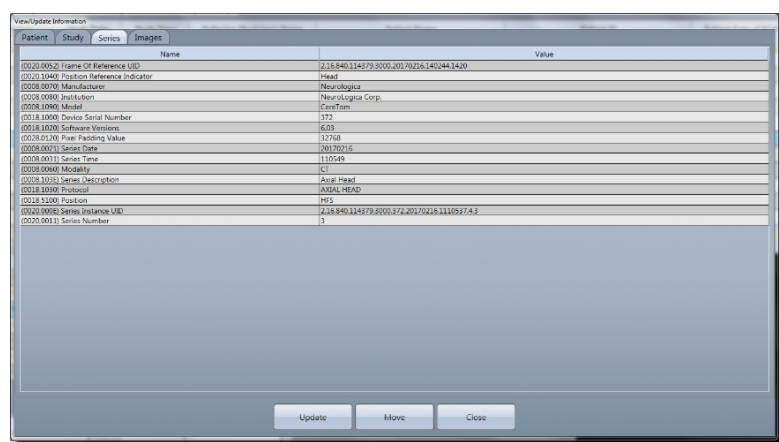 View/Update Information
Patient Study Series Images
Name Value
(0020.0052) Frame Of Reference UID 2.16.840.114379.3000.20170216.140244.1420
(0020.1040) Position Reference Indicator Head
(0008.0070) Manufacturer Neurologica
(0008.0080) Institution NeuroLogica Corp.
(0008.1090) Model CereTom
(0018.1000) Device Serial Number 372
(0018.1020) Software Versions 6.03
(0028.0120) Pixel Padding Value 32768
(0008.0021) Series Date 20170216
(0008.0031) Series Time 110549
(0008.0060) Modality CT
(0008.103E) Series Description Axial Head
(0018.1030) Protocol AXIAL HEAD
(0018.5100) Position HFS
(0020.000E) Series Instance UID 2.16.840.114379.3000.372.20170216.1110537.4.3
(0020.0011) Series Number 3
Update Move Close